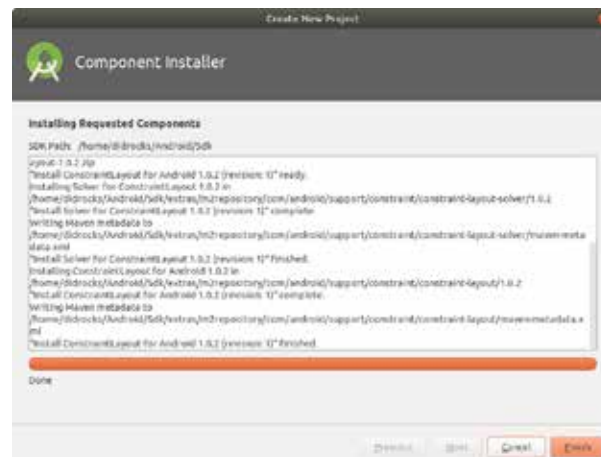 Create New Project
Component Installer
Installing Requested Components
SDK Path: /home/didrocks/Android/Sdk
ayout-1.0.2.zip
"Install ConstraintLayout for Android 1.0.2 (revision: 1)" ready.
Installing Solver for ConstraintLayout 1.0.2 in
/home/didrocks/Android/Sdk/extras/m2repository/com/android/support/constraint/constraint-layout-solver/1.0.2
"Install Solver for ConstraintLayout 1.0.2 (revision: 1)" complete.
Writing Maven metadata to
/home/didrocks/Android/Sdk/extras/m2repository/com/android/support/constraint/constraint-layout-solver/maven-meta
data.xml
"Install Solver for ConstraintLayout 1.0.2 (revision: 1)" finished.
Installing ConstraintLayout for Android 1.0.2 in
/home/didrocks/Android/Sdk/extras/m2repository/com/android/support/constraint/constraint-layout/1.0.2
"Install ConstraintLayout for Android 1.0.2 (revision: 1)" complete.
Writing Maven metadata to
/home/didrocks/Android/Sdk/extras/m2repository/com/android/support/constraint/constraint-layout/maven-metadata.x
ml
"Install ConstraintLayout for Android 1.0.2 (revision: 1)" finished.
Done
Previous Next Cancel Finish